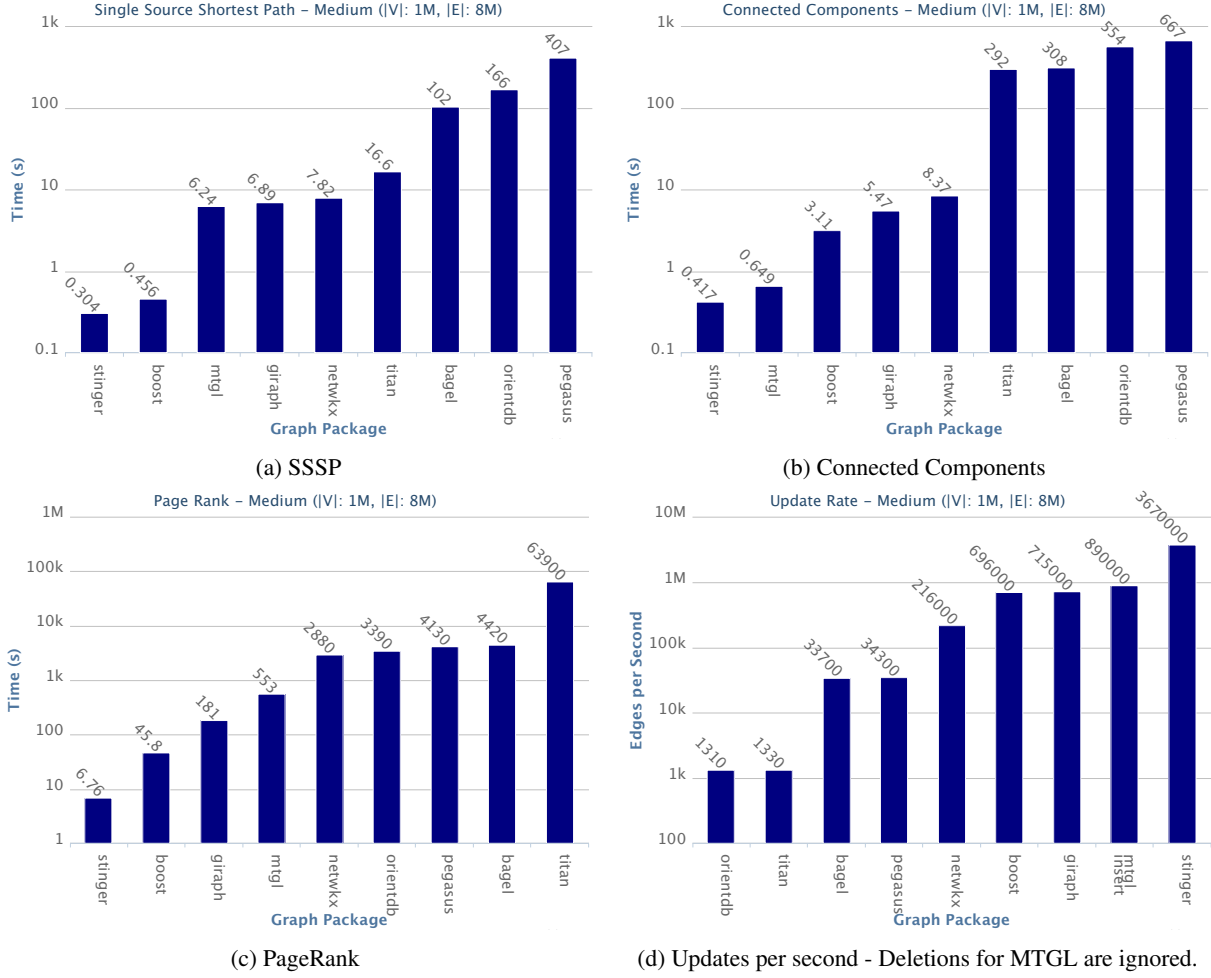 Single Source Shortest Path – Medium (|V|: 1M, |E|: 8M)
1k
100
10
1
0.1
Time (s)
0.304
0.456
6.24
6.89
7.82
16.6
102
166
407
stinger
boost
mtgl
giraph
netwkx
titan
bagel
orientdb
pegasus
Graph Package
(a) SSSP
Connected Components – Medium (|V|: 1M, |E|: 8M)
1k
100
10
1
0.1
Time (s)
0.417
0.649
3.11
5.47
8.37
292
308
554
667
stinger
mtgl
boost
giraph
netwkx
titan
bagel
orientdb
pegasus
Graph Package
(b) Connected Components
Page Rank – Medium (|V|: 1M, |E|: 8M)
1M
100k
10k
1k
100
10
1
Time (s)
6.76
45.8
181
553
2880
3390
4130
4420
63900
stinger
boost
giraph
mtgl
netwkx
orientdb
pegasus
bagel
titan
Graph Package
(c) PageRank
Update Rate – Medium (|V|: 1M, |E|: 8M)
10M
1M
100k
10k
1k
100
Edges per Second
1310
1330
33700
34300
216000
696000
715000
890000
3670000
orientdb
titan
bagel
pegasus
netwkx
boost
giraph
mtgl
insert
stinger
Graph Package
(d) Updates per second - Deletions for MTGL are ignored.